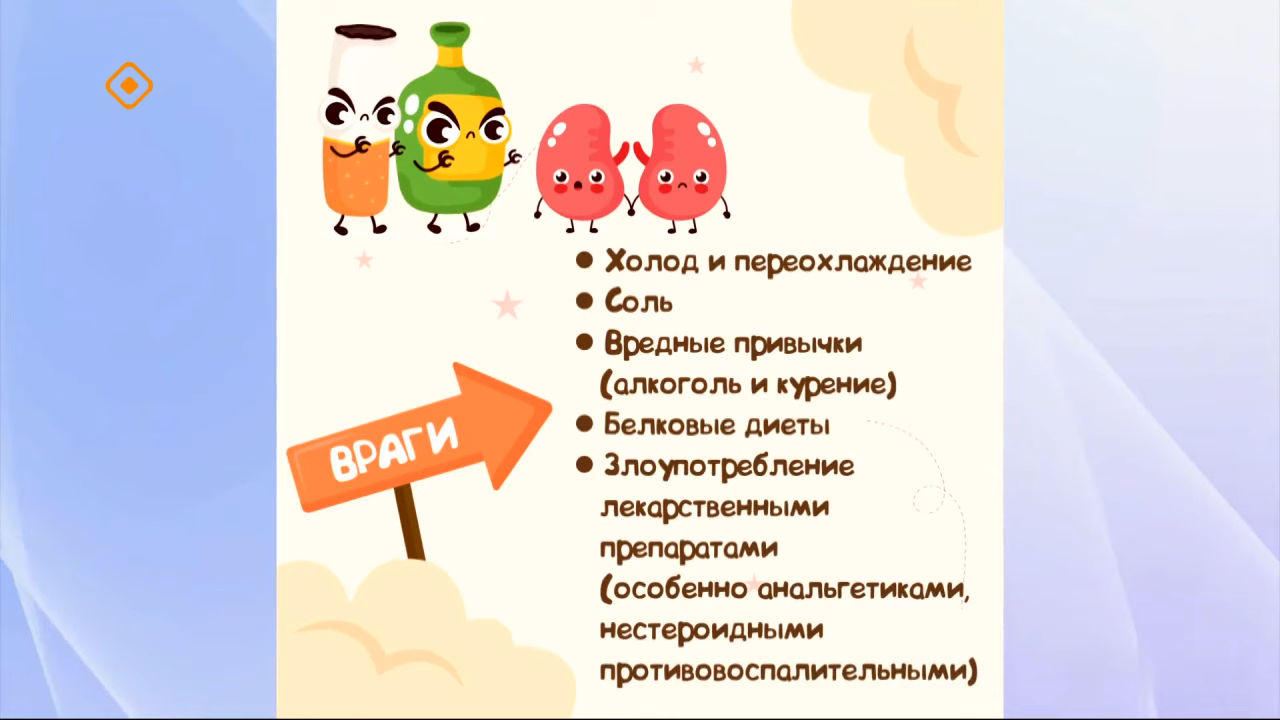 Холод и переохлаждение
Соль
Вредные привычки
(алкоголь и курение)
Белковые диеты
Злоупотребление
лекарственными
препаратами
(особенно анальгетиками,
нестероидными
противовоспалительными)
ВРАГИ